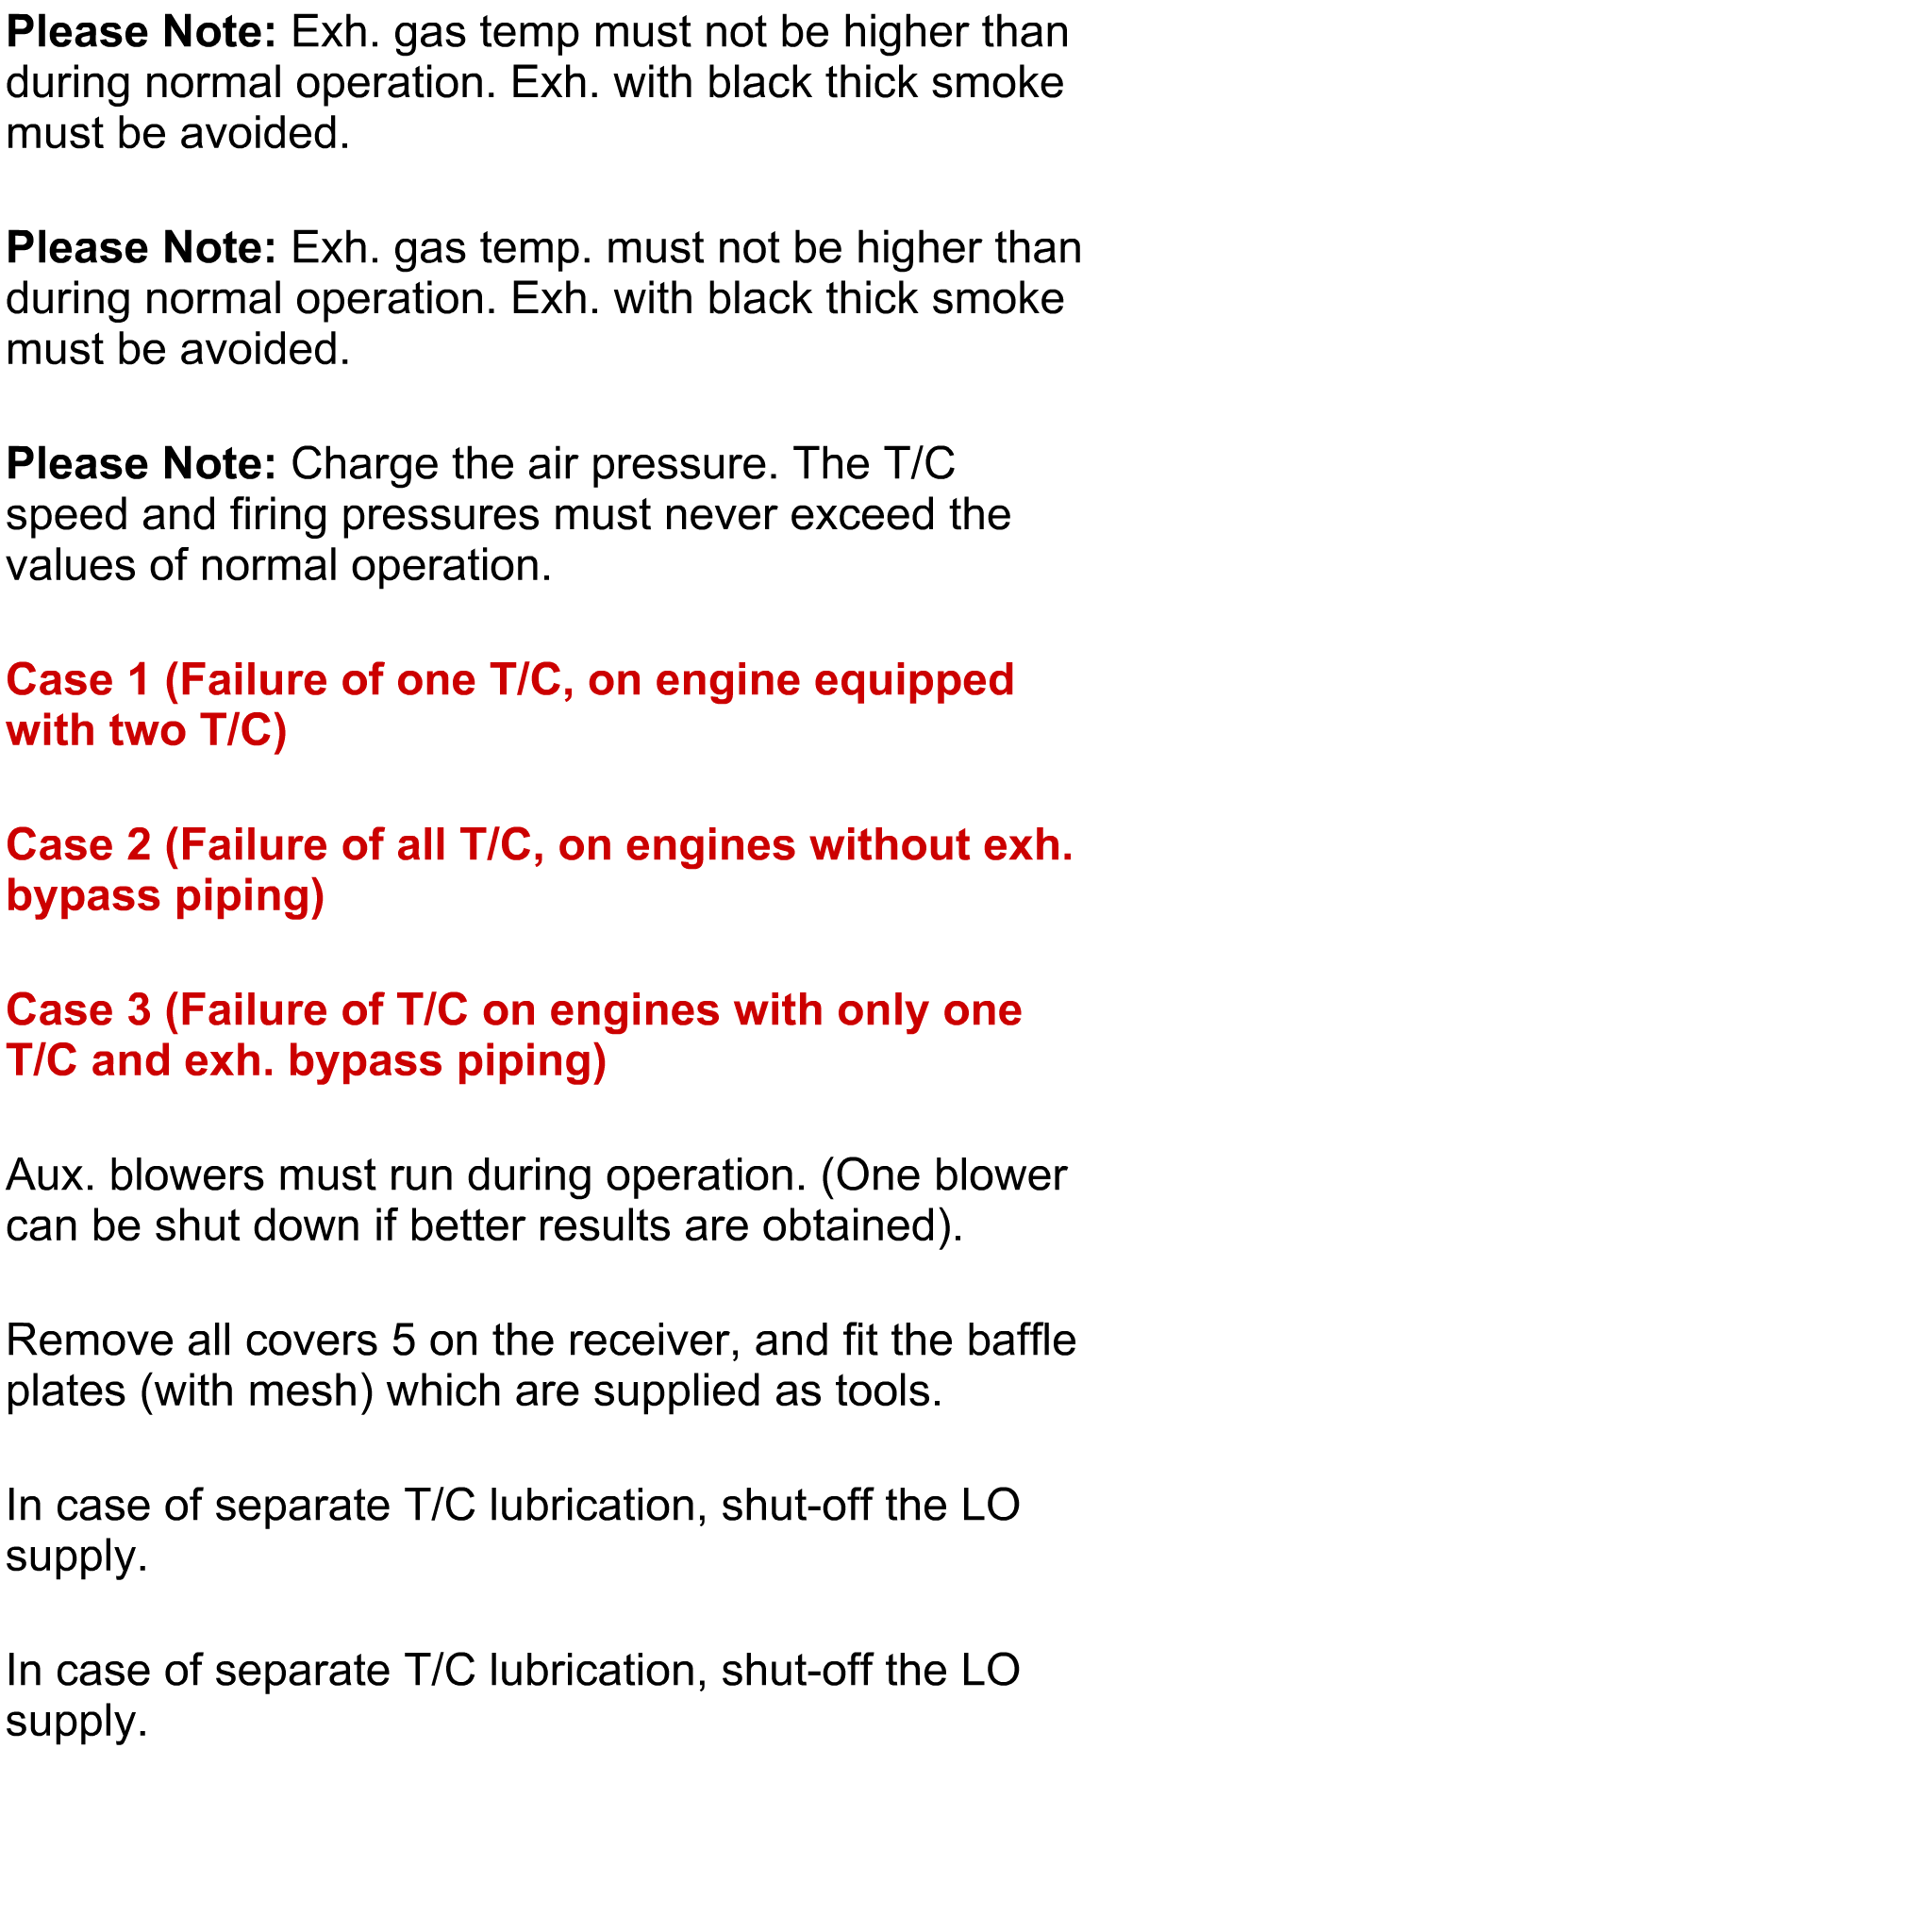 Please Note: Exh. gas temp must not be higher than
during normal operation. Exh. with black thick smoke
must be avoided.
Please Note: Exh. gas temp. must not be higher than
during normal operation. Exh. with black thick smoke
must be avoided.
Please Note: Charge the air pressure. The T/C
speed and firing pressures must never exceed the
values of normal operation.
Case 1 (Failure of one T/C, on engine equipped
with two T/C)
Case 2 (Failure of all T/C, on engines without exh.
bypass piping)
Case 3 (Failure of T/C on engines with only one
T/C and exh. bypass piping)
Aux. blowers must run during operation. (One blower
can be shut down if better results are obtained).
Remove all covers 5 on the receiver, and fit the baffle
plates (with mesh) which are supplied as tools.
In case of separate T/C lubrication, shut-off the LO
supply.
In case of separate T/C lubrication, shut-off the LO
supply.